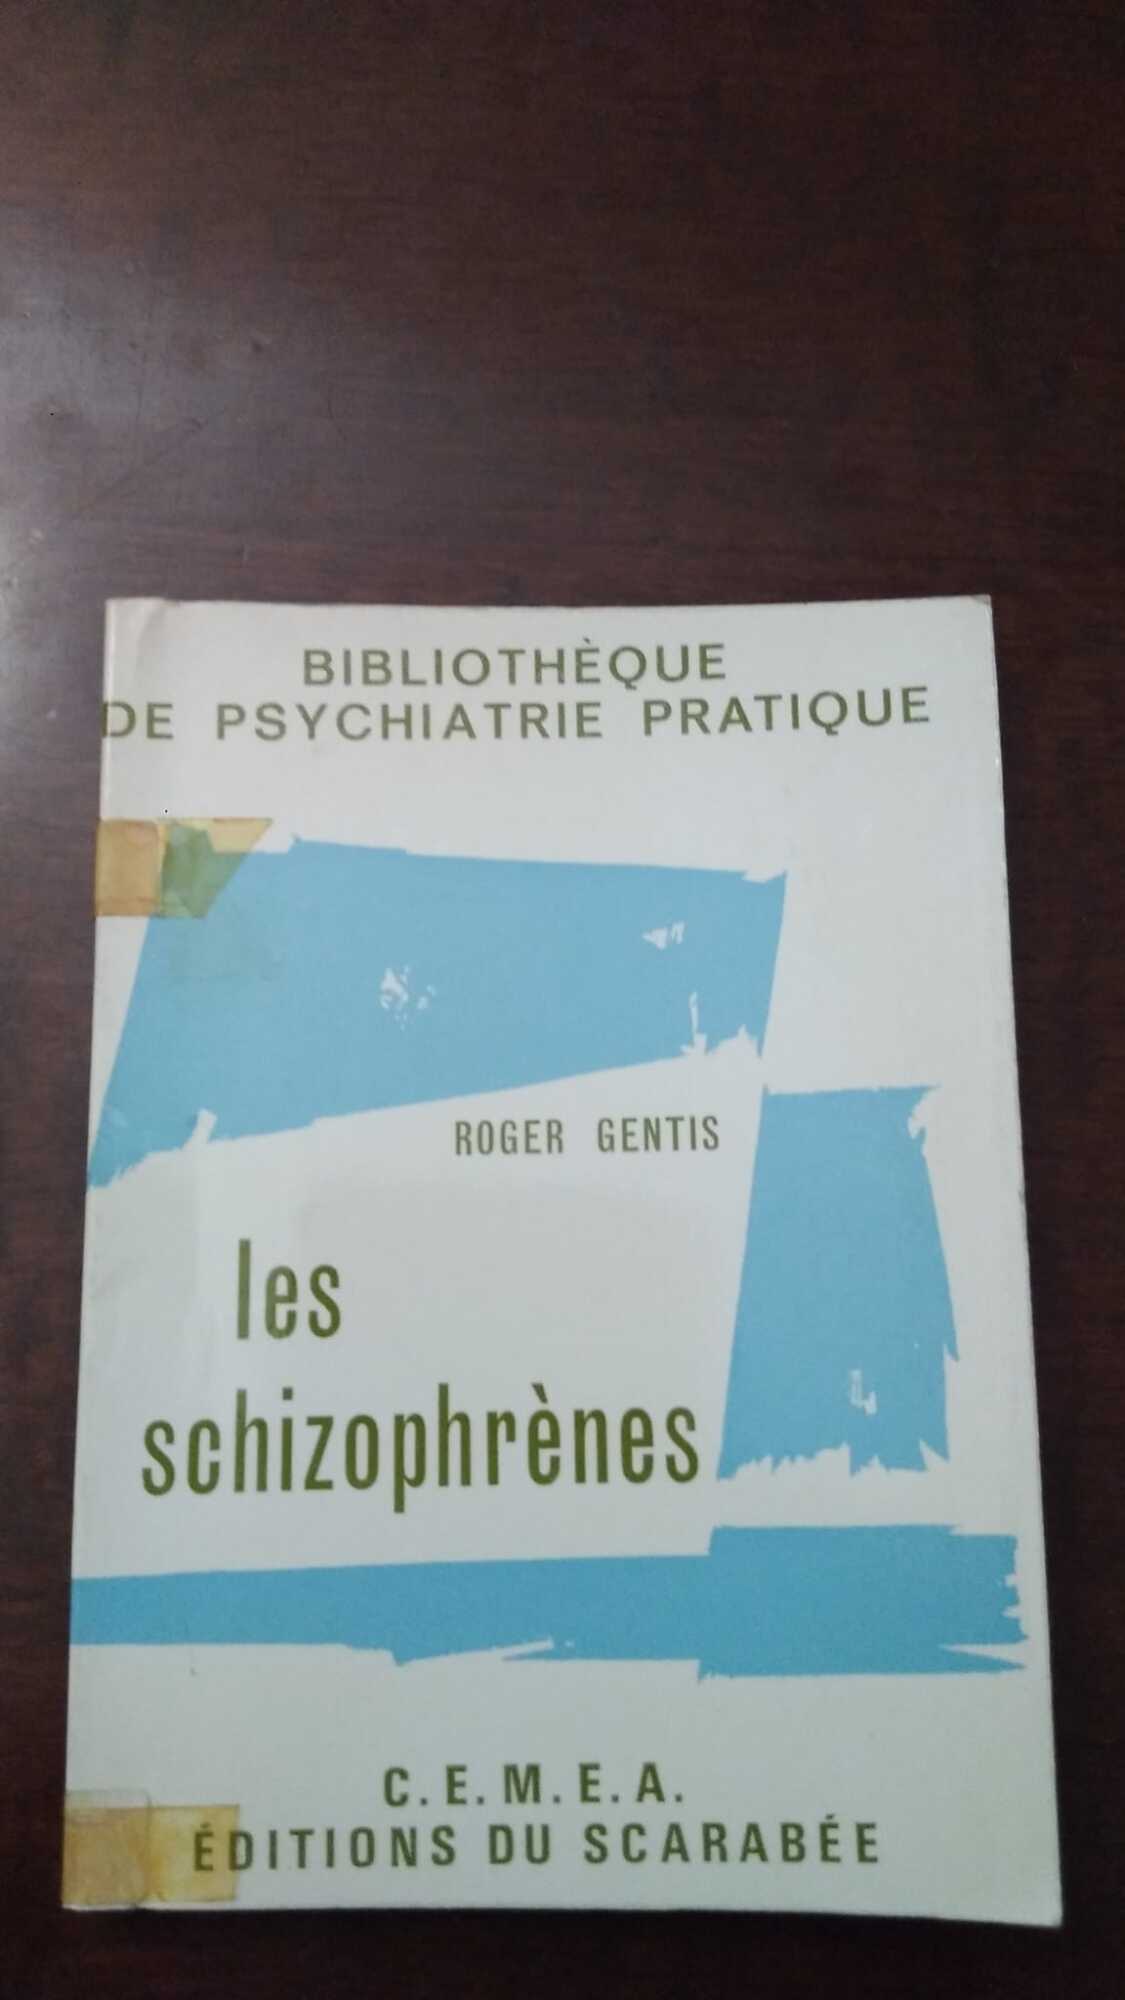 BIBLIOTHÈQUE
DE PSYCHIATRIE PRATIQUE
ROGER GENTIS
les
schizophrènes
C.E.M.E.A.
ÉDITIONS DU SCARABÉE